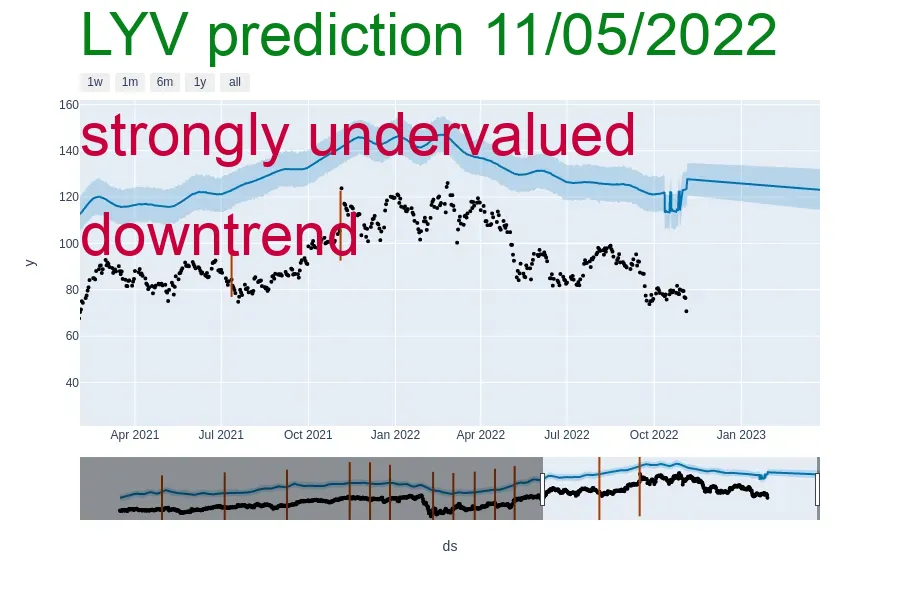 LYV prediction 11/05/2022
1w 1m 6m 1y all
strongly undervalued
downtrend
160
140
120
100
80
60
40
y
Apr 2021 Jul 2021 Oct 2021 Jan 2022 Apr 2022 Jul 2022 Oct 2022 Jan 2023
ds